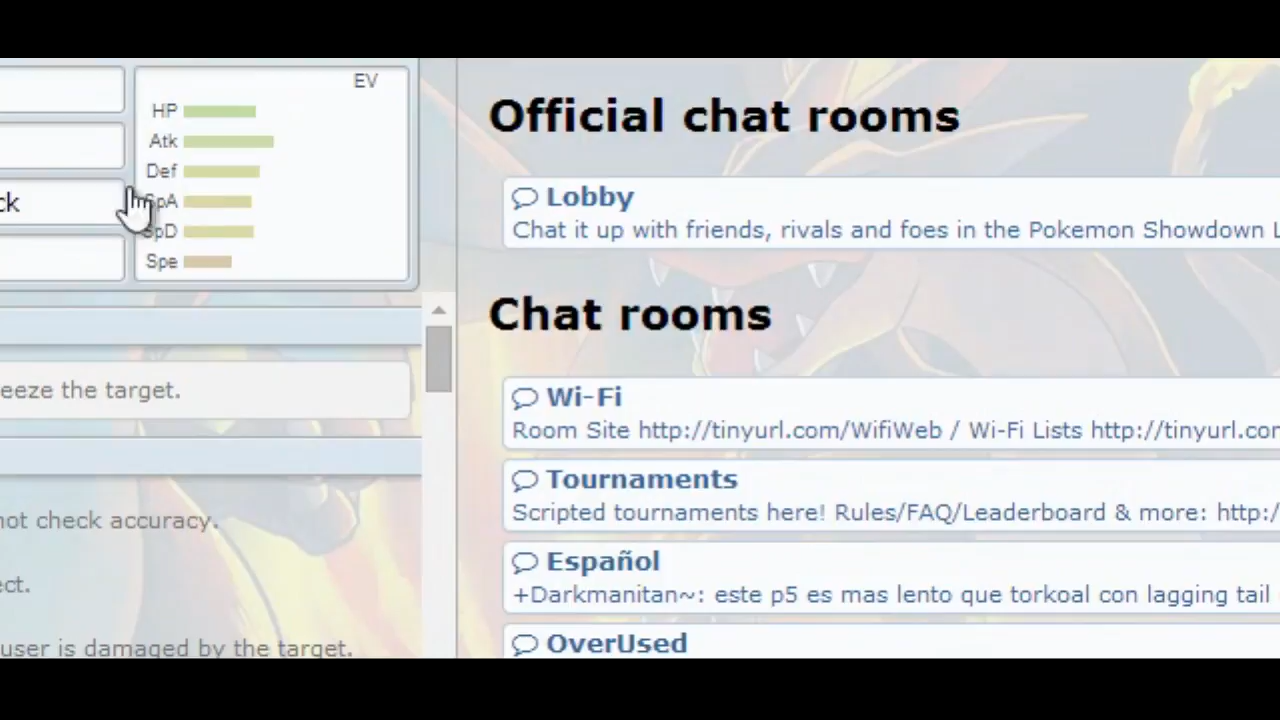 EV
HP
Atk
Def
SpA
SpD
Spe
ck
eeze the target.
not check accuracy.
ect.
user is damaged by the target.
Official chat rooms
Lobby
Chat it up with friends, rivals and foes in the Pokemon Showdown L
Chat rooms
Wi-Fi
Room Site http://tinyurl.com/WifiWeb / Wi-Fi Lists http://tinyurl.com
Tournaments
Scripted tournaments here! Rules/FAQ/Leaderboard & more: http:/
Español
+Darkmanitan~: este p5 es mas lento que torkoal con lagging tail
OverUsed